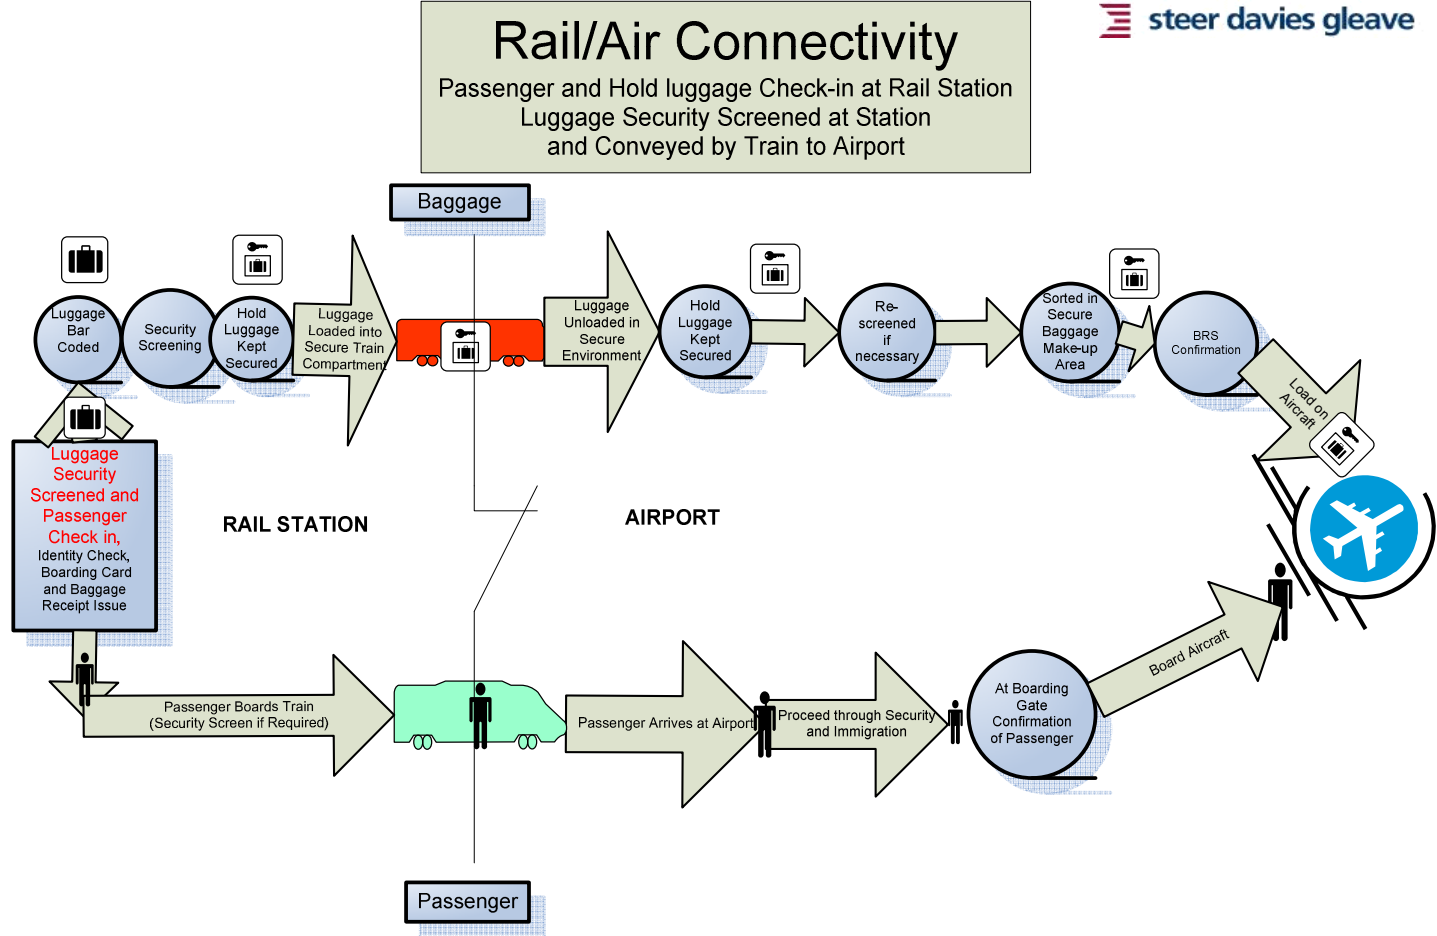 steer davies gleave
Rail/Air Connectivity
Passenger and Hold luggage Check-in at Rail Station
Luggage Security Screened at Station
and Conveyed by Train to Airport
Baggage
Luggage
Bar
Coded
Security
Screening
Hold
Luggage
Kept
Secured
Luggage
Loaded into
Secure Train
Compartment
Luggage
Unloaded in
Secure
Environment
Hold
Luggage
Kept
Secured
Re-
screened
if
necessary
Sorted in
Secure
Baggage
Make-up
Area
BRS
Confirmation
Load on
Aircraft
Luggage
Security
Screened and
Passenger
Check in,
Identity Check,
Boarding Card
and Baggage
Receipt Issue
RAIL STATION
AIRPORT
Passenger Boards Train
(Security Screen if Required)
Passenger Arrives at Airport
Proceed through Security
and Immigration
At Boarding
Gate
Confirmation
of Passenger
Board Aircraft
Passenger